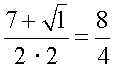 (7 + √1) / (2 · 2) = 8 / 4